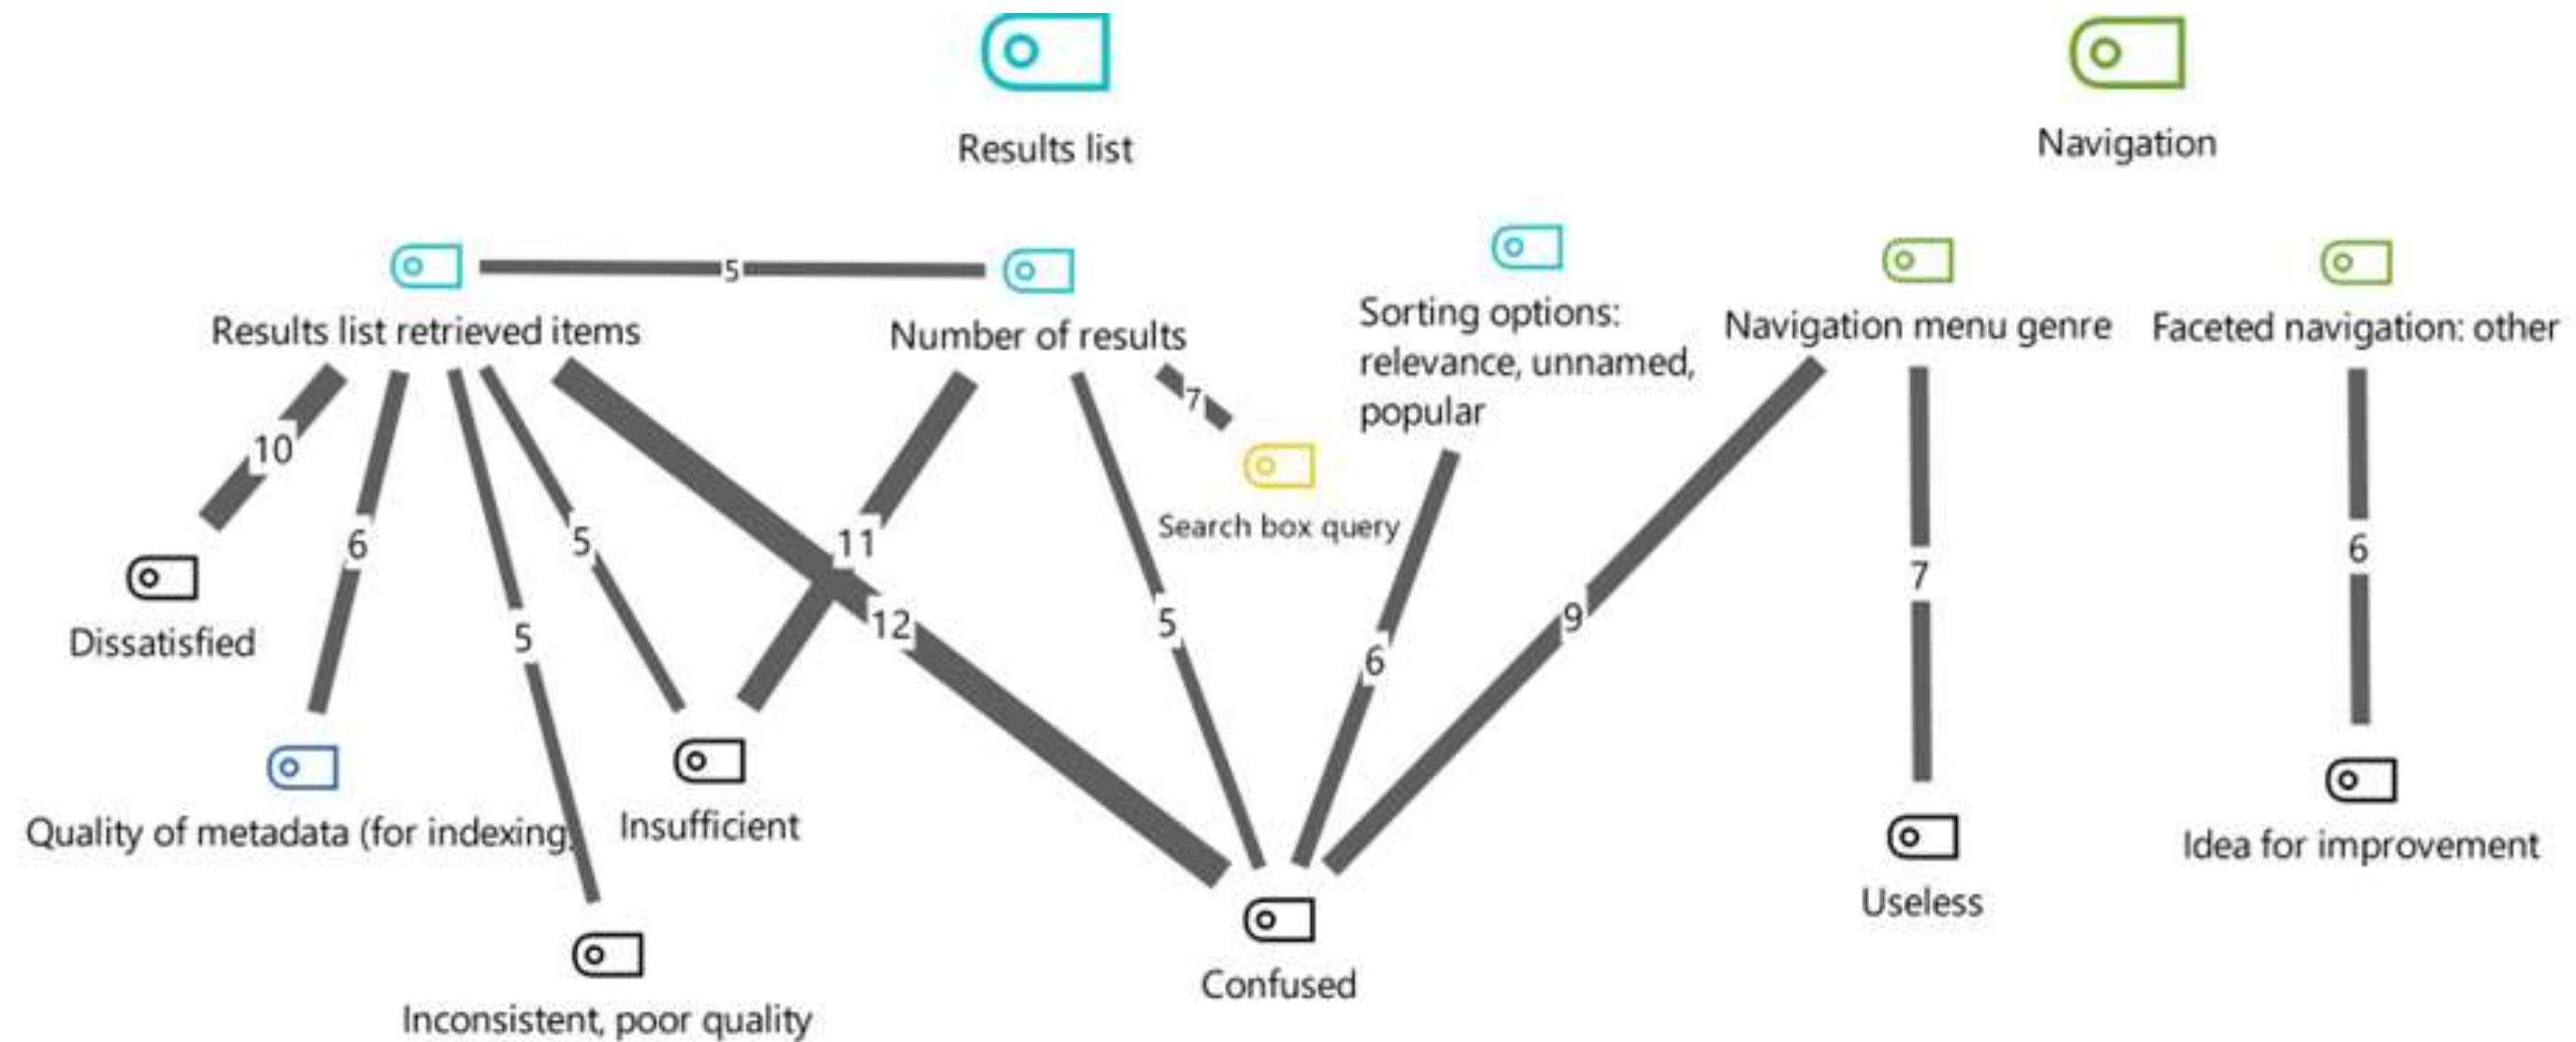 Results list
Navigation
5
Results list retrieved items
Number of results
Sorting options:
relevance, unnamed,
popular
Navigation menu genre
Faceted navigation: other
7
10
Search box query
6
5
11
6
12
5
9
7
5
6
Dissatisfied
Quality of metadata (for indexing)
Insufficient
Idea for improvement
Useless
Confused
Inconsistent, poor quality